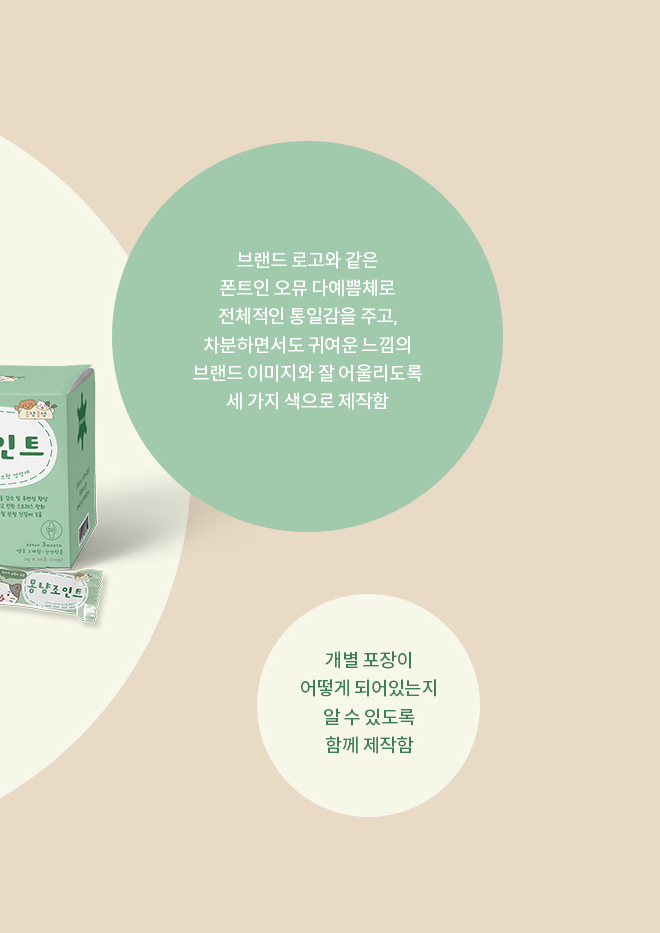 브랜드 로고와 같은
폰트인 오뮤 다예쁨체로
전체적인 통일감을 주고,
차분하면서도 귀여운 느낌의
브랜드 이미지와 잘 어울리도록
세 가지 색으로 제작함
인트
After 3month
몽냥조인트
개별 포장이
어떻게 되어있는지
알 수 있도록
함께 제작함